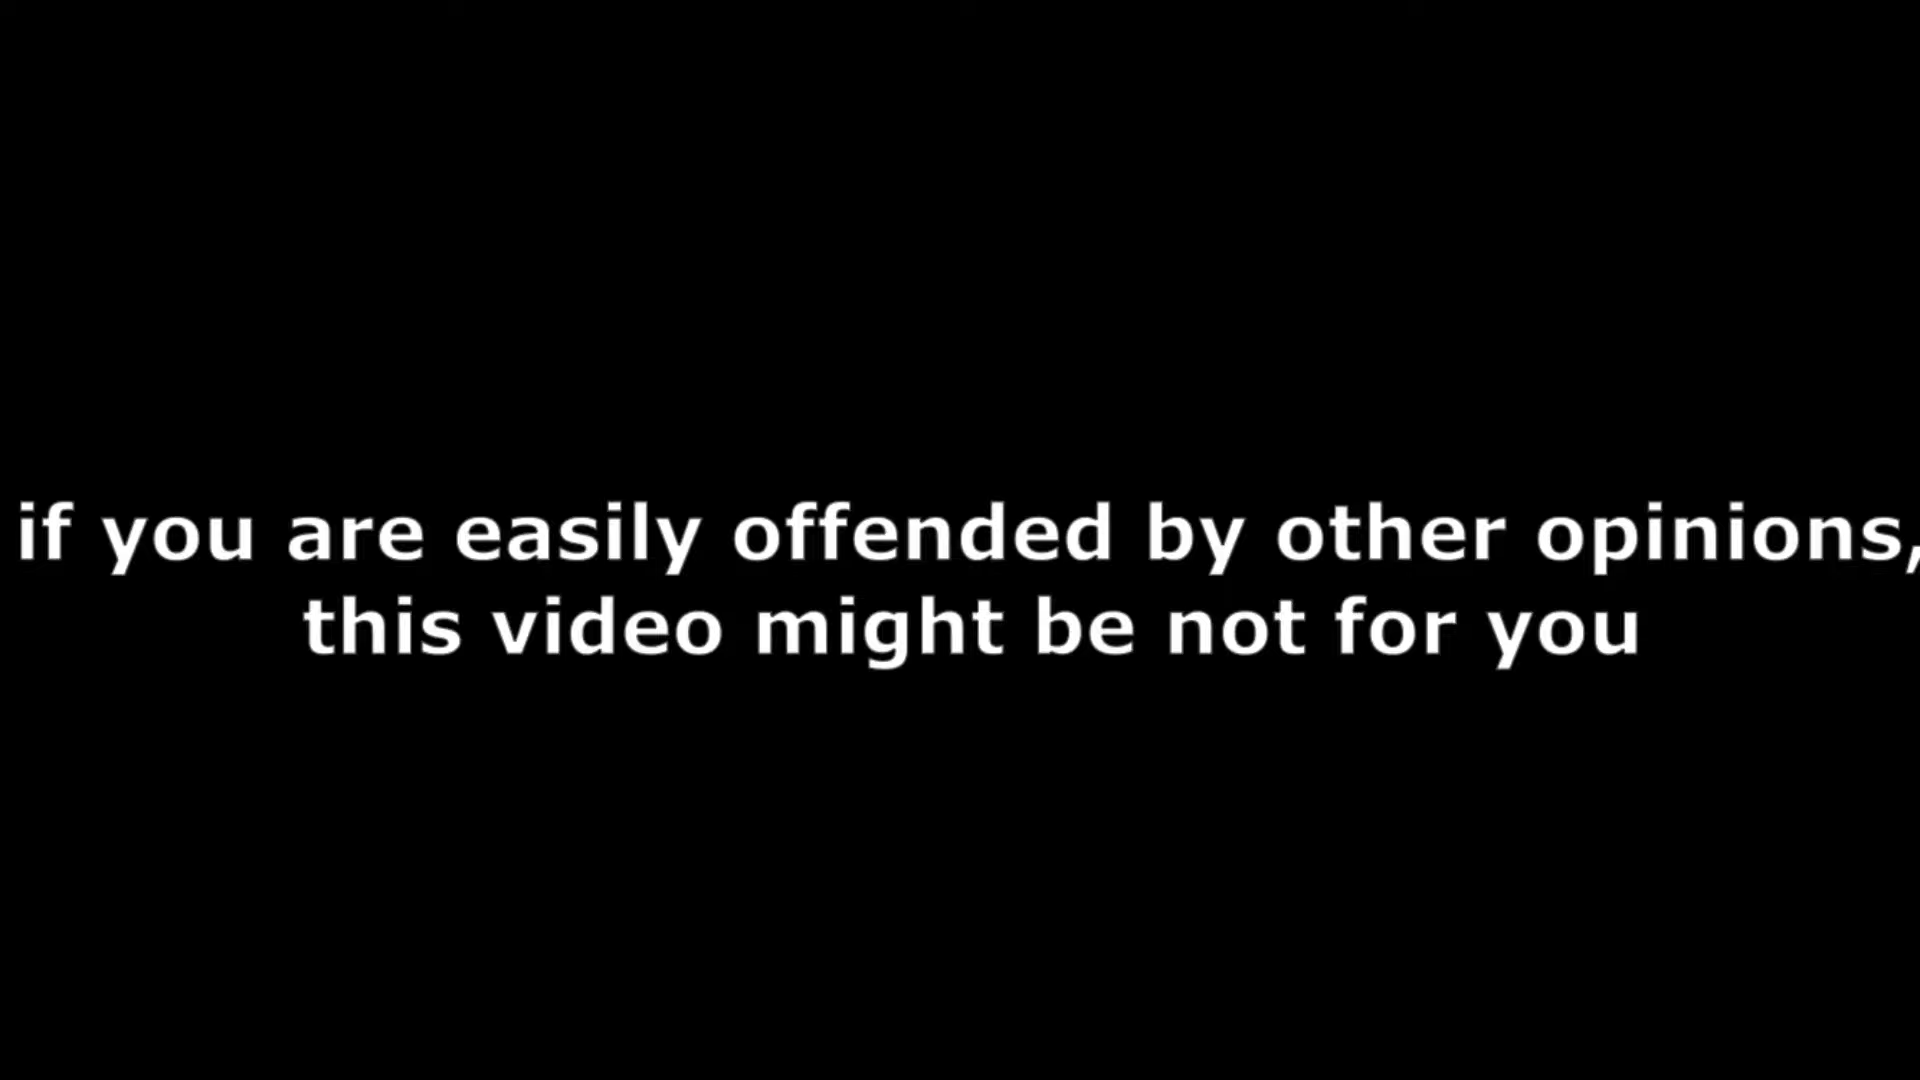 if you are easily offended by other opinions,
this video might be not for you